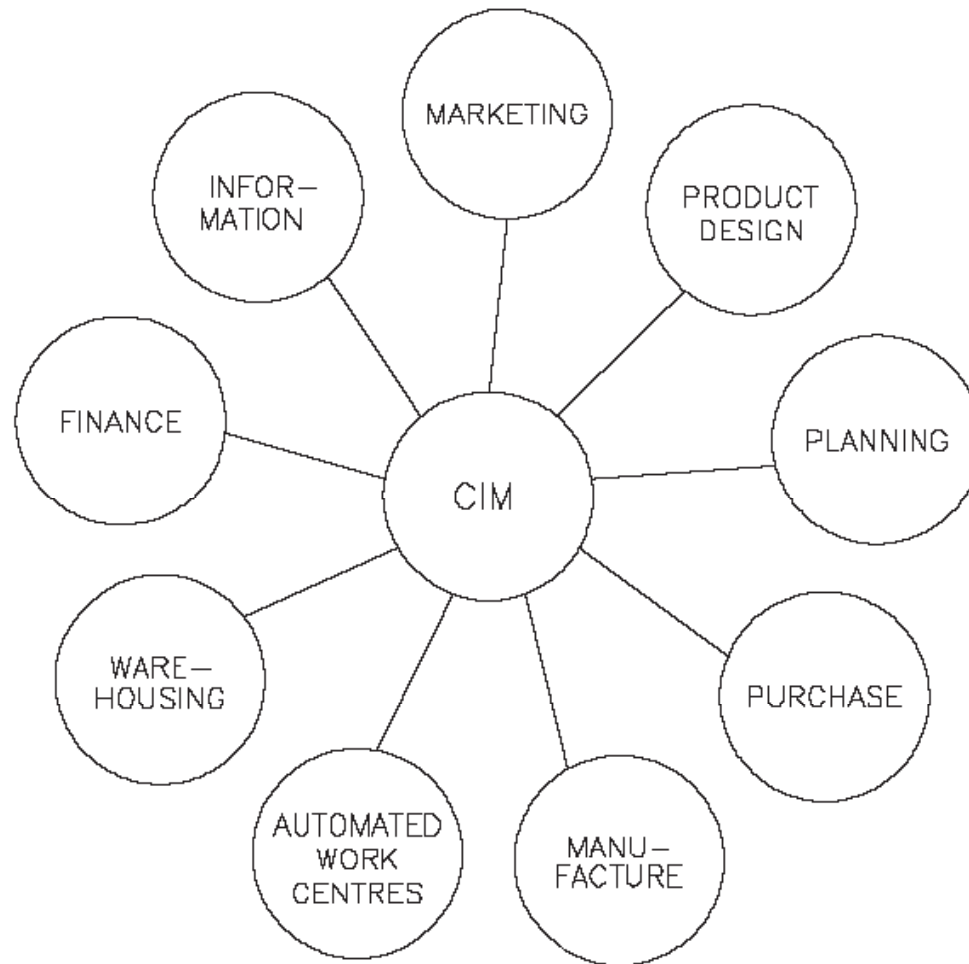 MARKETING
INFOR-
MATION
PRODUCT
DESIGN
FINANCE
PLANNING
CIM
WARE-
HOUSING
PURCHASE
AUTOMATED
WORK
CENTRES
MANU-
FACTURE